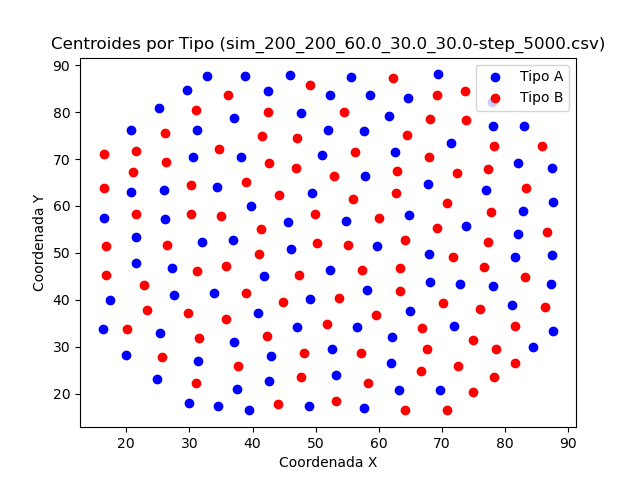 Centroides por Tipo (sim_200_200_60.0_30.0_30.0-step_5000.csv)
Tipo A
Tipo B
Coordenada Y
90
80
70
60
50
40
30
20
20 30 40 50 60 70 80 90
Coordenada X